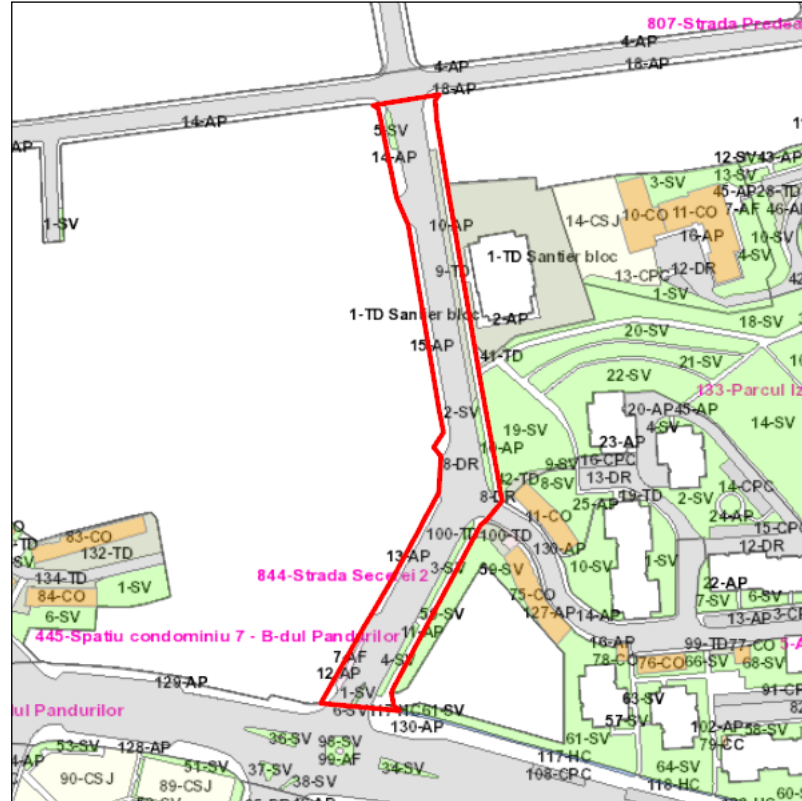 807-Strada Predea
4-AP
4-AP
18-AP
18-AP
14-AP
AP
5-SV
14-AP
12-SV
43-AP
13-SV
3-SV
45-AP
28-TD
1-SV
10-CO
11-CO
7-AF
46-A
14-CSJ
10-AP
16-AP
10-SV
4-SV
1-TD Santier bloc
9-TD
12-DR
13-CPC
42
1-SV
1-TD Santier bloc
2-AP
18-SV
20-SV
15-AP
41-TD
21-SV
22-SV
133-Parcul Iz
2-SV
20-AP
45-AP
4-SV
14-SV
19-SV
23-AP
10-AP
8-DR
9-SV
16-CPC
42-TD
8-SV
13-DR
14-CPC
8-DR
19-TD
2-SV
25-AP
11-CO
24-AP
83-CO
100-TD
100-TD
15-CP
130-AP
12-DR
132-TD
13-AP
3-SV
59-SV
10-SV
1-SV
844-Strada Secerei 2
134-TD
1-SV
75-CO
22-AP
84-CO
7-SV
6-SV
6-SV
127-AP
14-AP
13-AP
3-C
445-Spatiu condominiu 7 - B-dul Pandurilor
11-AP
16-AP
99-TD
77-CO
5-A
7-AF
4-SV
78-CO
76-CO
66-SV
68-SV
12-AP
129-AP
1-SV
63-SV
91-C
ul Pandurilor
6-SV
117-HC
61-SV
57-SV
82
130-AP
102-AP
58-SV
36-SV
98-SV
61-SV
79-CC
53-SV
128-AP
99-AF
117-HC
4-AP
51-SV
37-SV
34-SV
108-CPC
64-SV
90-CSJ
89-CSJ
38-SV
118-HC
60-S